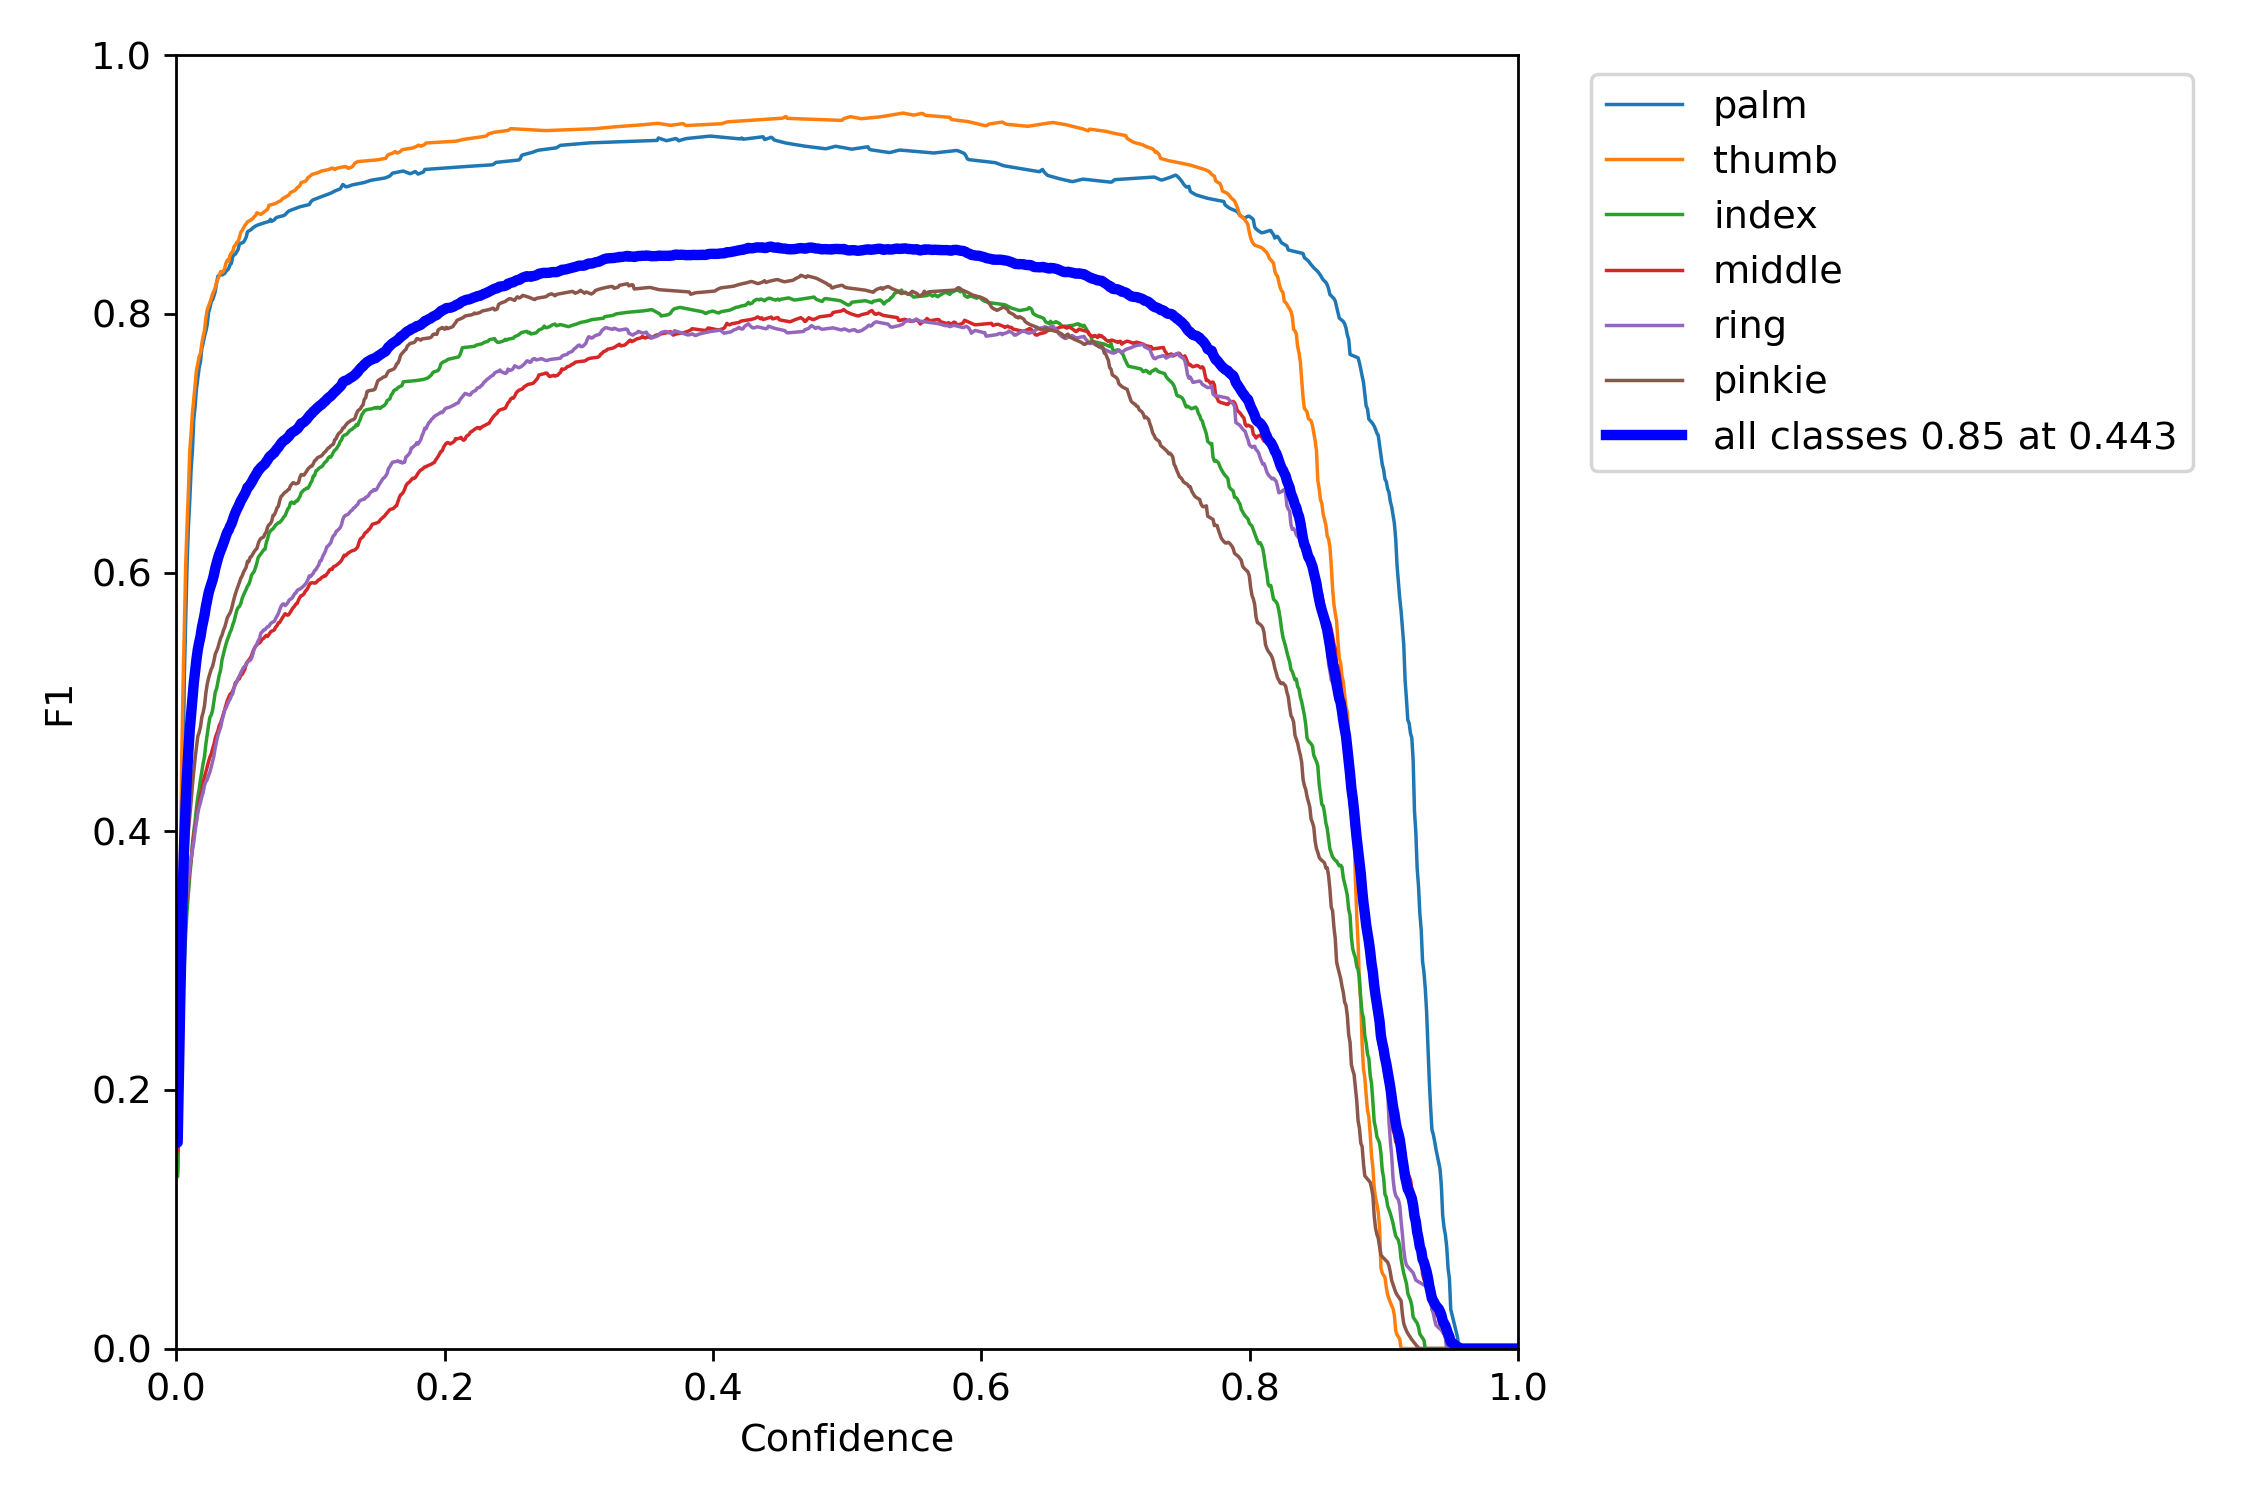 1.0
0.8
0.6
0.4
0.2
0.0
F1
0.0 0.2 0.4 0.6 0.8 1.0
Confidence
palm
thumb
index
middle
ring
pinkie
all classes 0.85 at 0.443